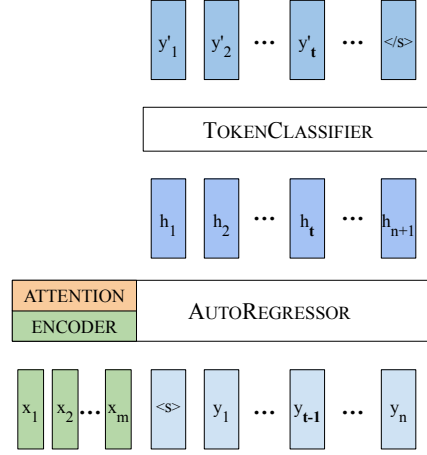 y'1 y'2 ... y't ... </s>
TOKENCLASSIFIER
h1 h2 ... ht ... hn+1
ATTENTION
ENCODER
AUTOREGRESSOR
x1 x2 ... xm <s> y1 ... yt-1 ... yn